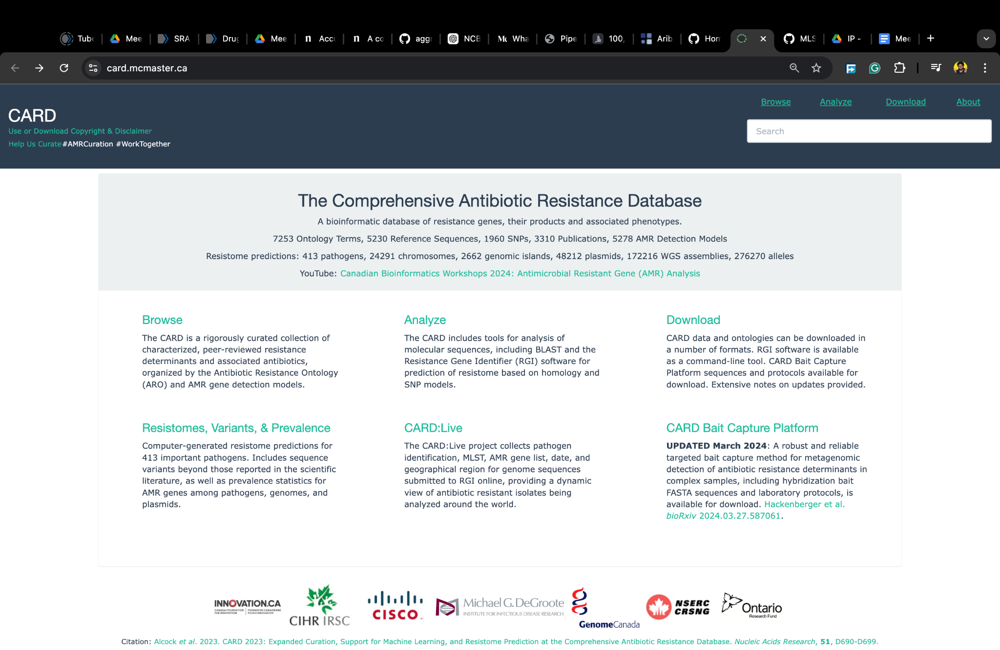 Tube
Mee
SRA
Drug
Mee
Accu
A co
aggr
NCB
Wha
Pipe
100,
Arib
Hom
MLS
IP -
Mee
card.mcmaster.ca
Browse Analyze Download About
CARD
Use or Download Copyright & Disclaimer
Help Us Curate #AMRCuration #WorkTogether
Search
The Comprehensive Antibiotic Resistance Database
A bioinformatic database of resistance genes, their products and associated phenotypes.
7253 Ontology Terms, 5230 Reference Sequences, 1960 SNPs, 3310 Publications, 5278 AMR Detection Models
Resistome predictions: 413 pathogens, 24291 chromosomes, 2662 genomic islands, 48212 plasmids, 172216 WGS assemblies, 276270 alleles
YouTube: Canadian Bioinformatics Workshops 2024: Antimicrobial Resistant Gene (AMR) Analysis
Browse
The CARD is a rigorously curated collection of
characterized, peer-reviewed resistance
determinants and associated antibiotics,
organized by the Antibiotic Resistance Ontology
(ARO) and AMR gene detection models.
Analyze
The CARD includes tools for analysis of
molecular sequences, including BLAST and the
Resistance Gene Identifier (RGI) software for
prediction of resistome based on homology and
SNP models.
Download
CARD data and ontologies can be downloaded in
a number of formats. RGI software is available
as a command-line tool. CARD Bait Capture
Platform sequences and protocols available for
download. Extensive notes on updates provided.
Resistomes, Variants, & Prevalence
Computer-generated resistome predictions for
413 important pathogens. Includes sequence
variants beyond those reported in the scientific
literature, as well as prevalence statistics for
AMR genes among pathogens, genomes, and
plasmids.
CARD:Live
The CARD:Live project collects pathogen
identification, MLST, AMR gene list, date, and
geographical region for genome sequences
submitted to RGI online, providing a dynamic
view of antibiotic resistant isolates being
analyzed around the world.
CARD Bait Capture Platform
UPDATED March 2024: A robust and reliable
targeted bait capture method for metagenomic
detection of antibiotic resistance determinants in
complex samples, including hybridization bait
FASTA sequences and laboratory protocols, is
available for download. Hackenberger et al.
bioRxiv 2024.03.27.587061.
INNOVATION.CA
CANADA FOUNDATION FOR INNOVATION | FONDATION CANADIENNE POUR L'INNOVATION
CIHR IRSC
CISCO
Michael G. DeGroote
INSTITUTE FOR INFECTIOUS DISEASE RESEARCH
GenomeCanada
NSERC
CRSNG
Ontario
Research Fund
Citation: Alcock et al. 2023. CARD 2023: Expanded Curation, Support for Machine Learning, and Resistome Prediction at the Comprehensive Antibiotic Resistance Database. Nucleic Acids Research, 51, D690-D699.